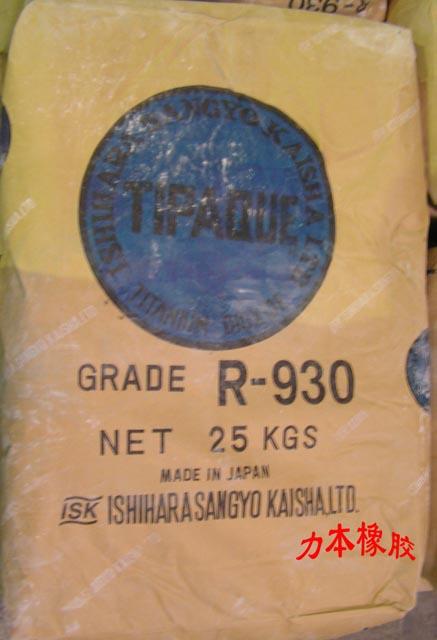 R-930
ISHIHARA SANGYO KAISHA, LTD.
TIPAQUE
TITANIUM
GRADE R-930
NET 25 KGS
MADE IN JAPAN
ISK ISHIHARA SANGYO KAISHA, LTD.
力本橡胶